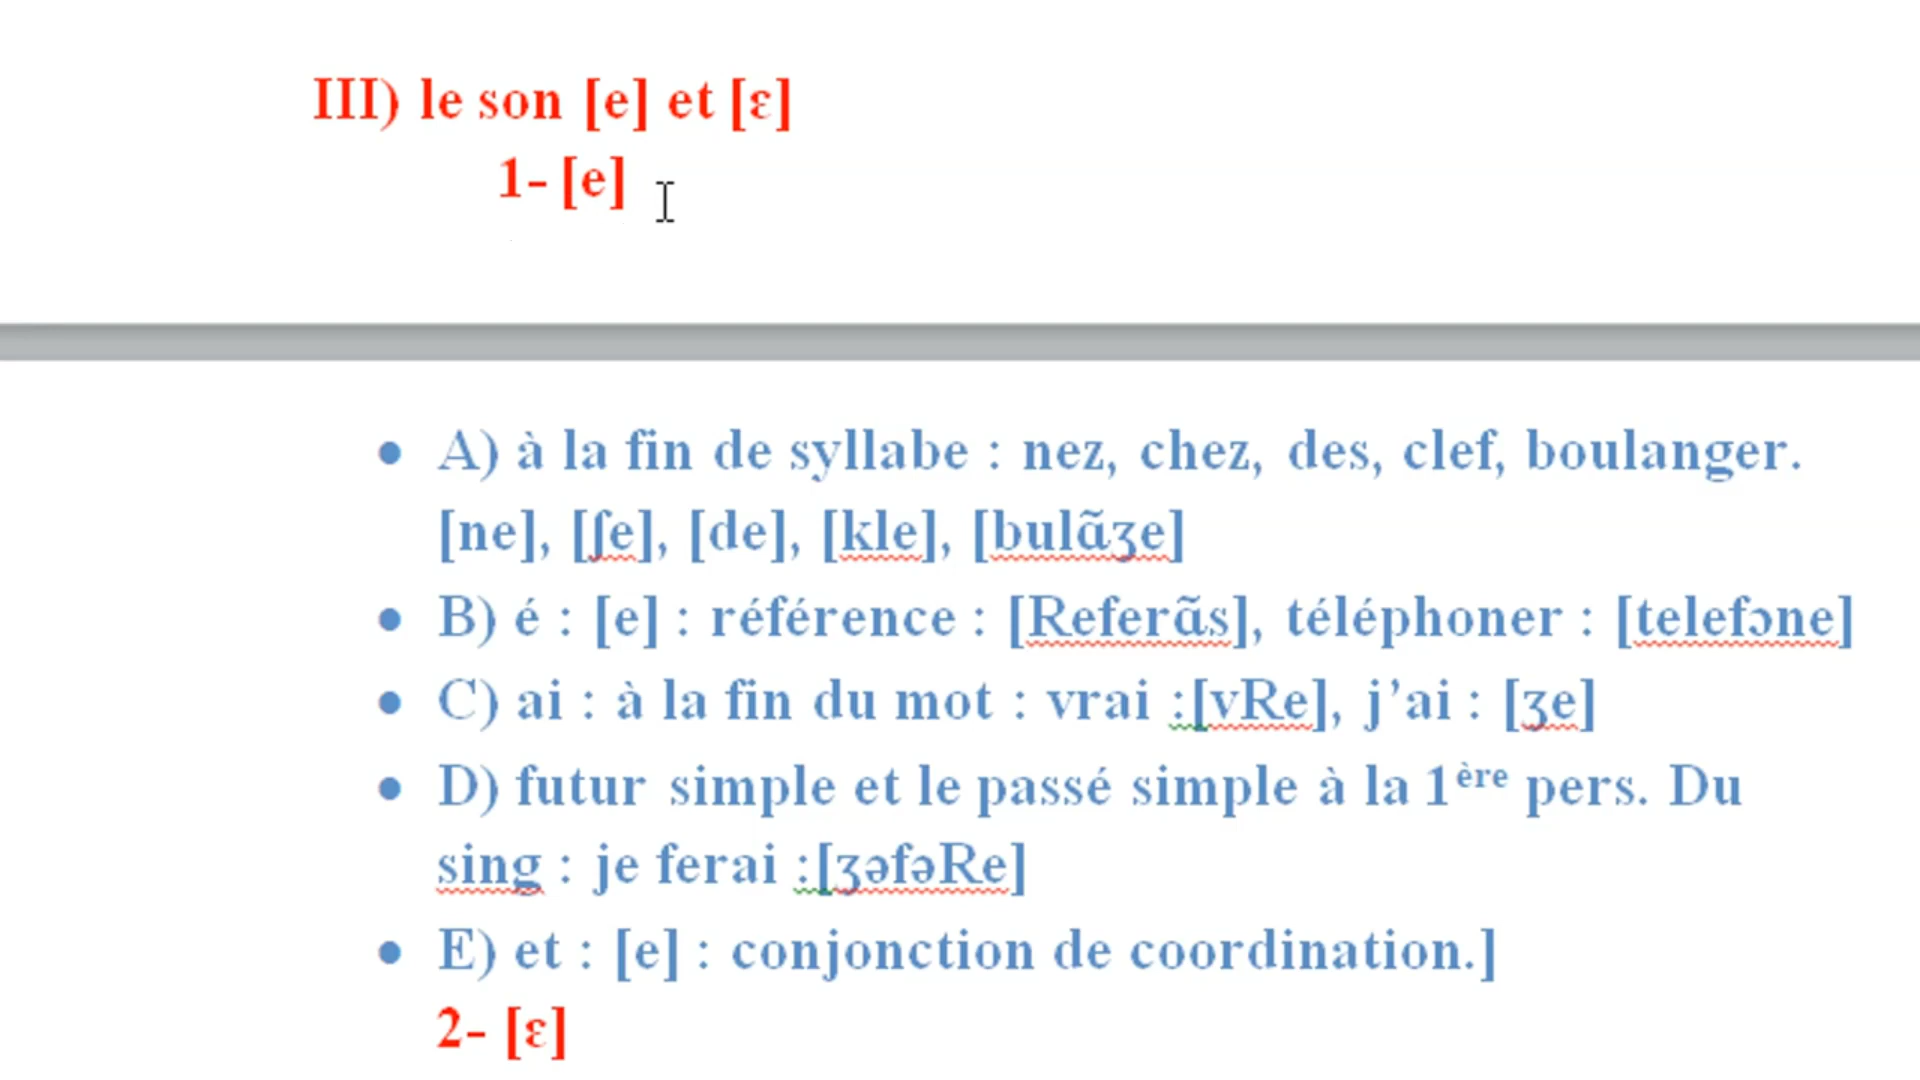 III) le son [e] et [ɛ]
1- [e]
• A) à la fin de syllabe : nez, chez, des, clef, boulanger.
[ne], [ʃe], [de], [kle], [bulɑ̃ʒe]
• B) é : [e] : référence : [Referɑ̃s], téléphoner : [telefɔne]
• C) ai : à la fin du mot : vrai :[vRe], j’ai : [ʒe]
• D) futur simple et le passé simple à la 1ère pers. Du
sing : je ferai :[ʒəfəRe]
• E) et : [e] : conjonction de coordination.]
2- [ɛ]